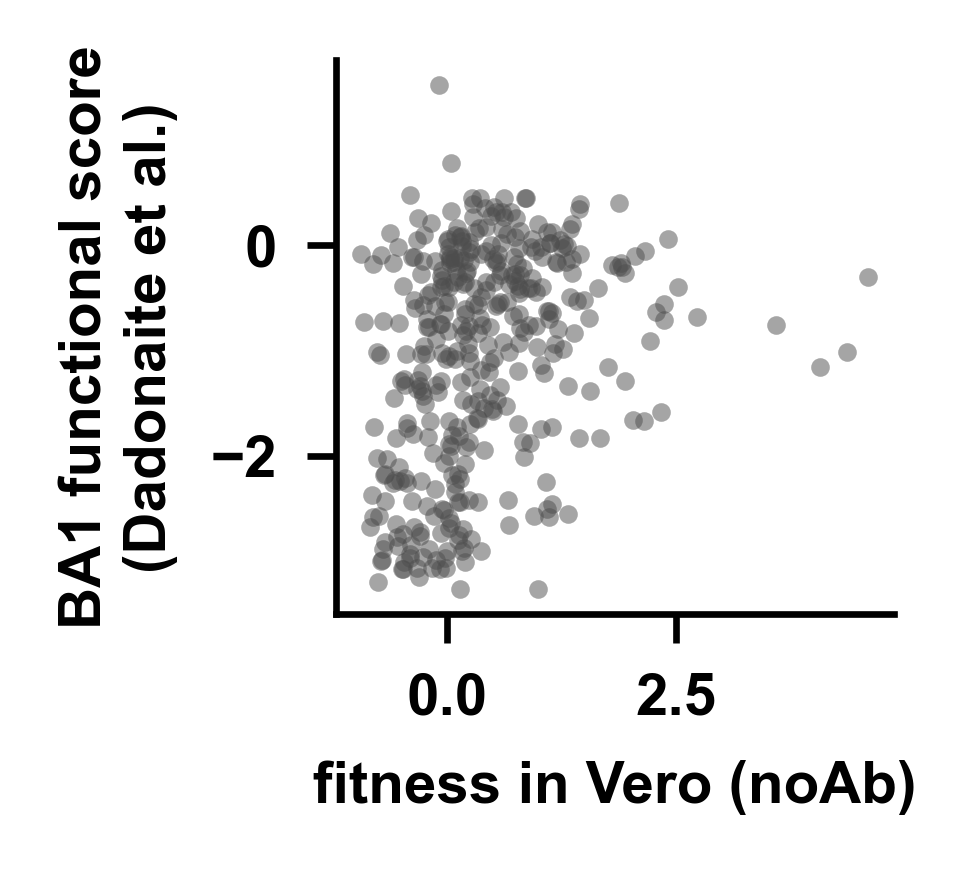 BA1 functional score
(Dadonaite et al.)
0
−2
0.0
2.5
fitness in Vero (noAb)